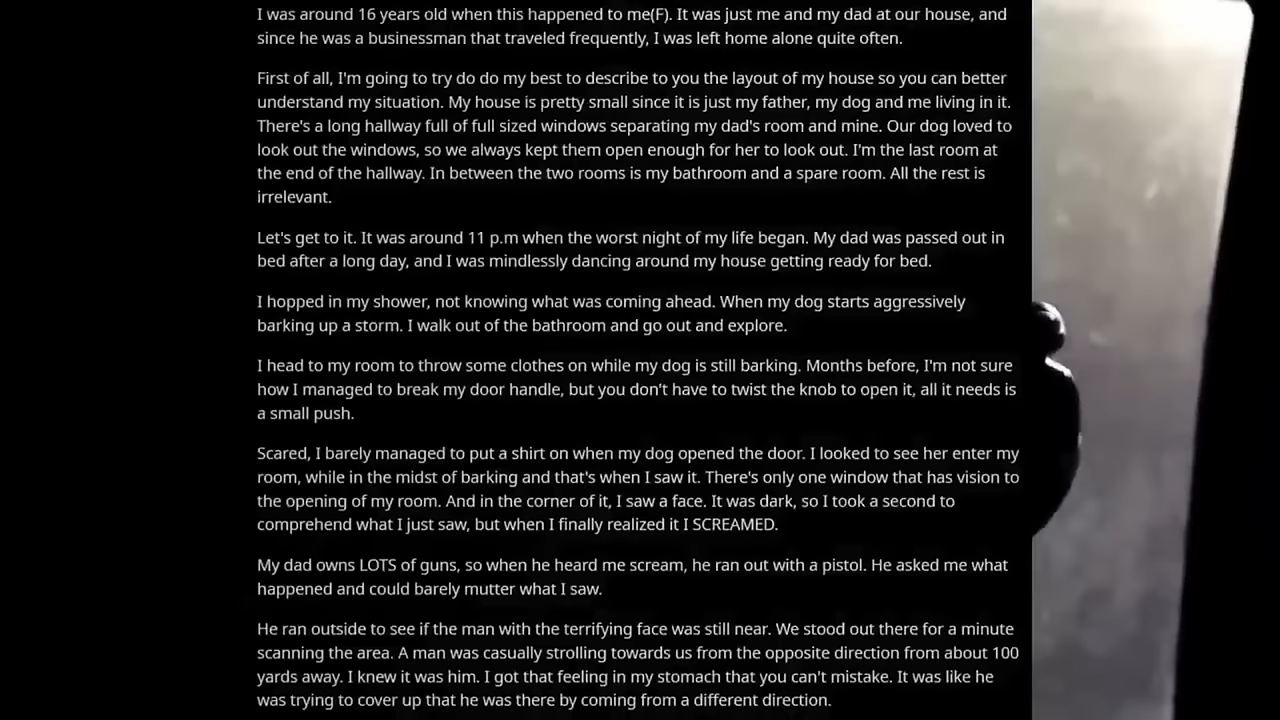 I was around 16 years old when this happened to me(F). It was just me and my dad at our house, and
since he was a businessman that traveled frequently, I was left home alone quite often.
First of all, I'm going to try do do my best to describe to you the layout of my house so you can better
understand my situation. My house is pretty small since it is just my father, my dog and me living in it.
There's a long hallway full of full sized windows separating my dad's room and mine. Our dog loved to
look out the windows, so we always kept them open enough for her to look out. I'm the last room at
the end of the hallway. In between the two rooms is my bathroom and a spare room. All the rest is
irrelevant.
Let's get to it. It was around 11 p.m when the worst night of my life began. My dad was passed out in
bed after a long day, and I was mindlessly dancing around my house getting ready for bed.
I hopped in my shower, not knowing what was coming ahead. When my dog starts aggressively
barking up a storm. I walk out of the bathroom and go out and explore.
I head to my room to throw some clothes on while my dog is still barking. Months before, I'm not sure
how I managed to break my door handle, but you don't have to twist the knob to open it, all it needs is
a small push.
Scared, I barely managed to put a shirt on when my dog opened the door. I looked to see her enter my
room, while in the midst of barking and that's when I saw it. There's only one window that has vision to
the opening of my room. And in the corner of it, I saw a face. It was dark, so I took a second to
comprehend what I just saw, but when I finally realized it I SCREAMED.
My dad owns LOTS of guns, so when he heard me scream, he ran out with a pistol. He asked me what
happened and could barely mutter what I saw.
He ran outside to see if the man with the terrifying face was still near. We stood out there for a minute
scanning the area. A man was casually strolling towards us from the opposite direction from about 100
yards away. I knew it was him. I got that feeling in my stomach that you can't mistake. It was like he
was trying to cover up that he was there by coming from a different direction.